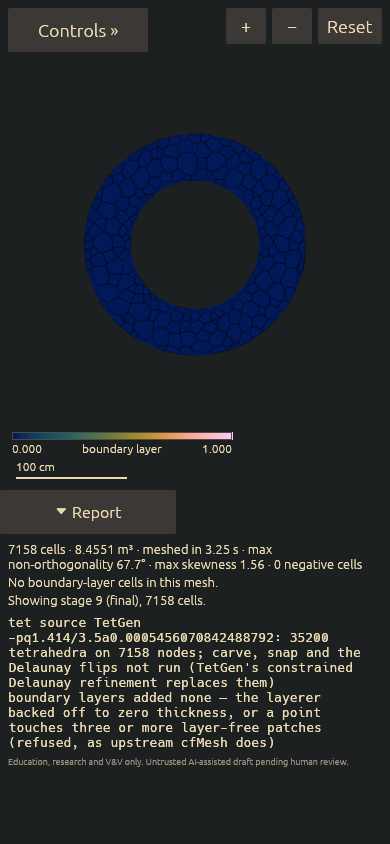 Controls »
+
−
Reset
0.000 boundary layer 1.000
100 cm
Report
7158 cells · 8.4551 m³ · meshed in 3.25 s · max
non-orthogonality 67.7° · max skewness 1.56 · 0 negative cells
No boundary-layer cells in this mesh.
Showing stage 9 (final), 7158 cells.
tet source TetGen
-pq1.414/3.5a0.0005456070842488792: 35200
tetrahedra on 7158 nodes; carve, snap and the
Delaunay flips not run (TetGen's constrained
Delaunay refinement replaces them)
boundary layers added none — the layerer
backed off to zero thickness, or a point
touches three or more layer-free patches
(refused, as upstream cfMesh does)
Education, research and V&V only. Untrusted AI-assisted draft pending human review.